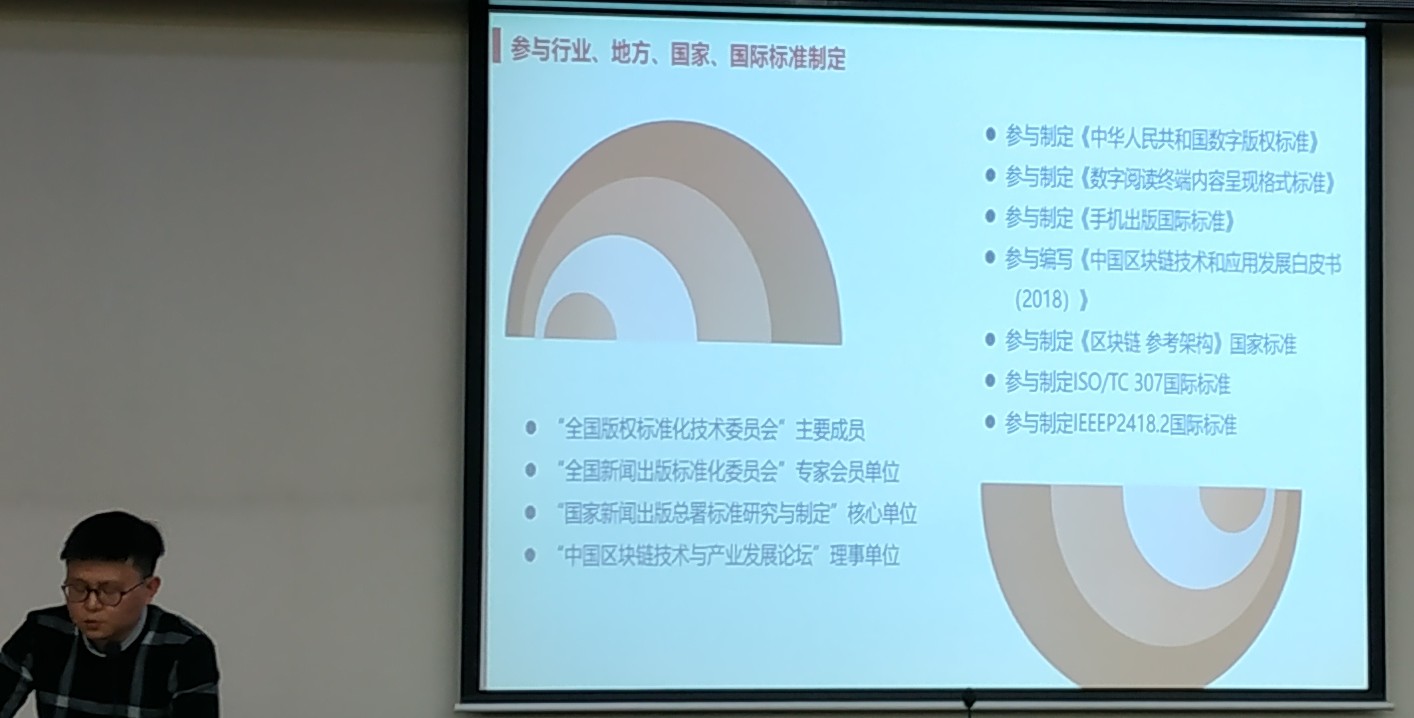 参与行业、地方、国家、国际标准制定
“全国版权标准化技术委员会”主要成员
“全国新闻出版标准化委员会”专家会员单位
“国家新闻出版总署标准研究与制定”核心单位
“中国区块链技术与产业发展论坛”理事单位
参与制定《中华人民共和国数字版权标准》
参与制定《数字阅读终端内容呈现格式标准》
参与制定《手机出版国际标准》
参与编写《中国区块链技术和应用发展白皮书
（2018）》
参与制定《区块链 参考架构》国家标准
参与制定ISO/TC 307国际标准
参与制定IEEEP2418.2国际标准